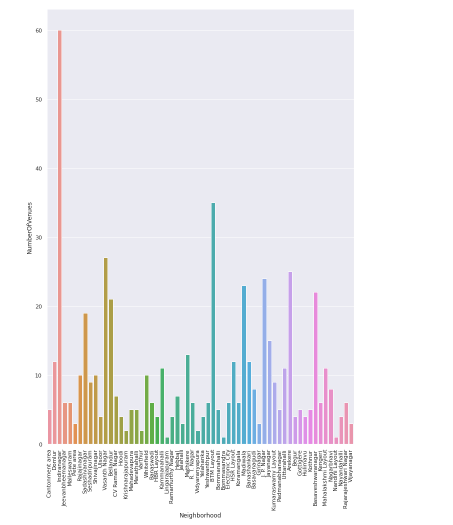 NumberOfVenues
60
50
40
30
20
10
0
Cantonment area
Domlur
Indiranagar
Jeevanbheemanagar
Malleswaram
Pete area
Rajajinagar
Sadashivanagar
Seshadripuram
Shivajinagar
Ulsoor
Vasanth Nagar
Bellandur
CV Raman Nagar
Hoodi
Krishnarajapuram
Mahadevapura
Marathahalli
Varthur
Whitefield
Banaswadi
HBR Layout
Horamavu
Kalyan Nagar
Kammanahalli
Lingarajapuram
Ramamurthy Nagar
Hebbal
Jalahalli
Mathikere
R. T. Nagar
Vidyaranyapura
Yelahanka
Yeshwanthpur
BTM Layout
Bommanahalli
Bommasandra
Electronic City
HSR Layout
Koramangala
Madiwala
Banashankari
Basavanagudi
Girinagar
J. P. Nagar
Jayanagar
Kumaraswamy Layout
Padmanabhanagar
Uttarahalli
Anjanapura
Arekere
Begur
Gottigere
Hulimavu
Kothnur
Basaveshwaranagar
Kamakshipalya
Kengeri
Mahalakshmi Layout
Nagarbhavi
Nandini Layout
Nayandahalli
Rajarajeshwari Nagar
Vijayanagar
Neighborhood